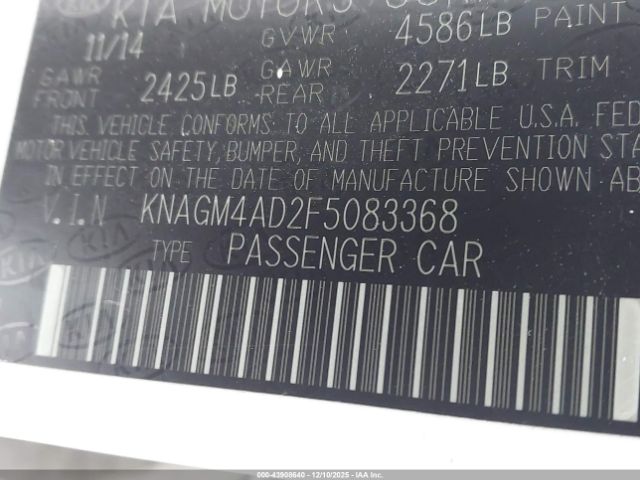 KIA MOTORS
11/14 GVWR 4586LB PAINT
GAWR FRONT 2425LB GAWR REAR 2271LB TRIM
THIS VEHICLE CONFORMS TO ALL APPLICABLE U.S.A. FED
MOTOR VEHICLE SAFETY, BUMPER, AND THEFT PREVENTION STA
IN EFFECT ON THE DATE OF MANUFACTURE SHOWN AB
V.I.N KNAGM4AD2F5083368
TYPE PASSENGER CAR
000-43908640 - 12/10/2025 - IAA Inc.